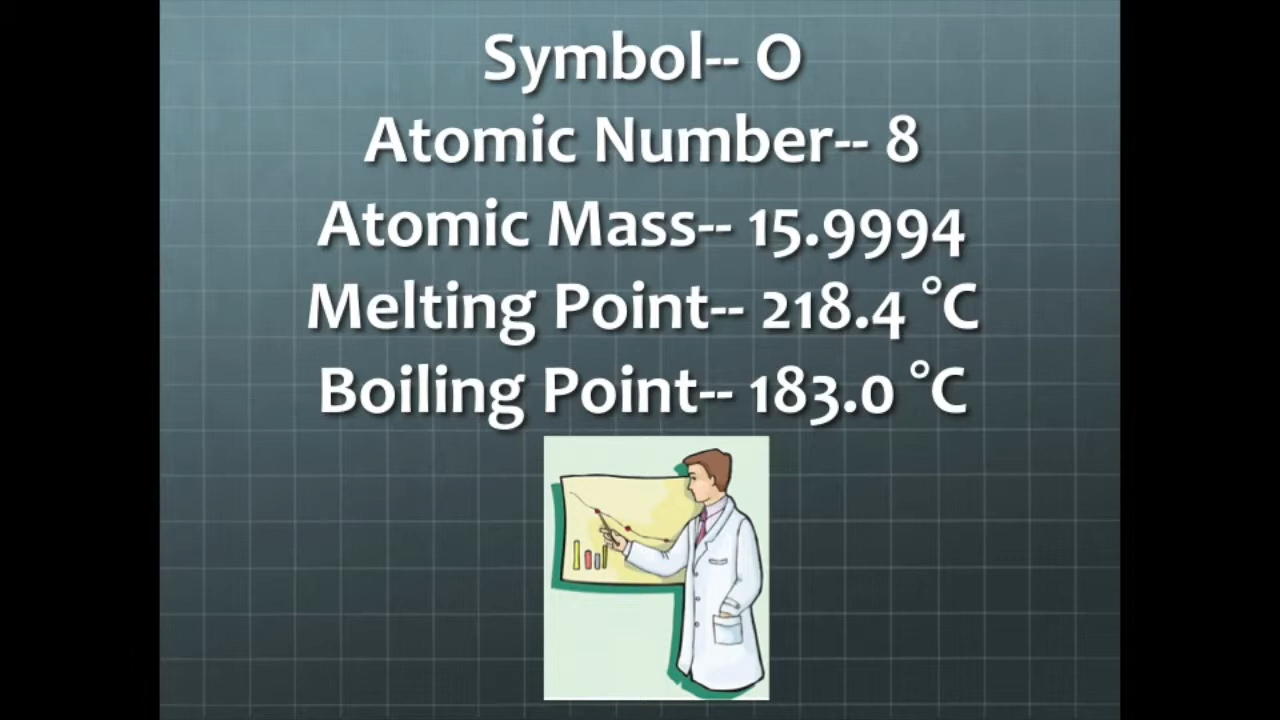 Symbol-- O
Atomic Number-- 8
Atomic Mass-- 15.9994
Melting Point-- 218.4 °C
Boiling Point-- 183.0 °C